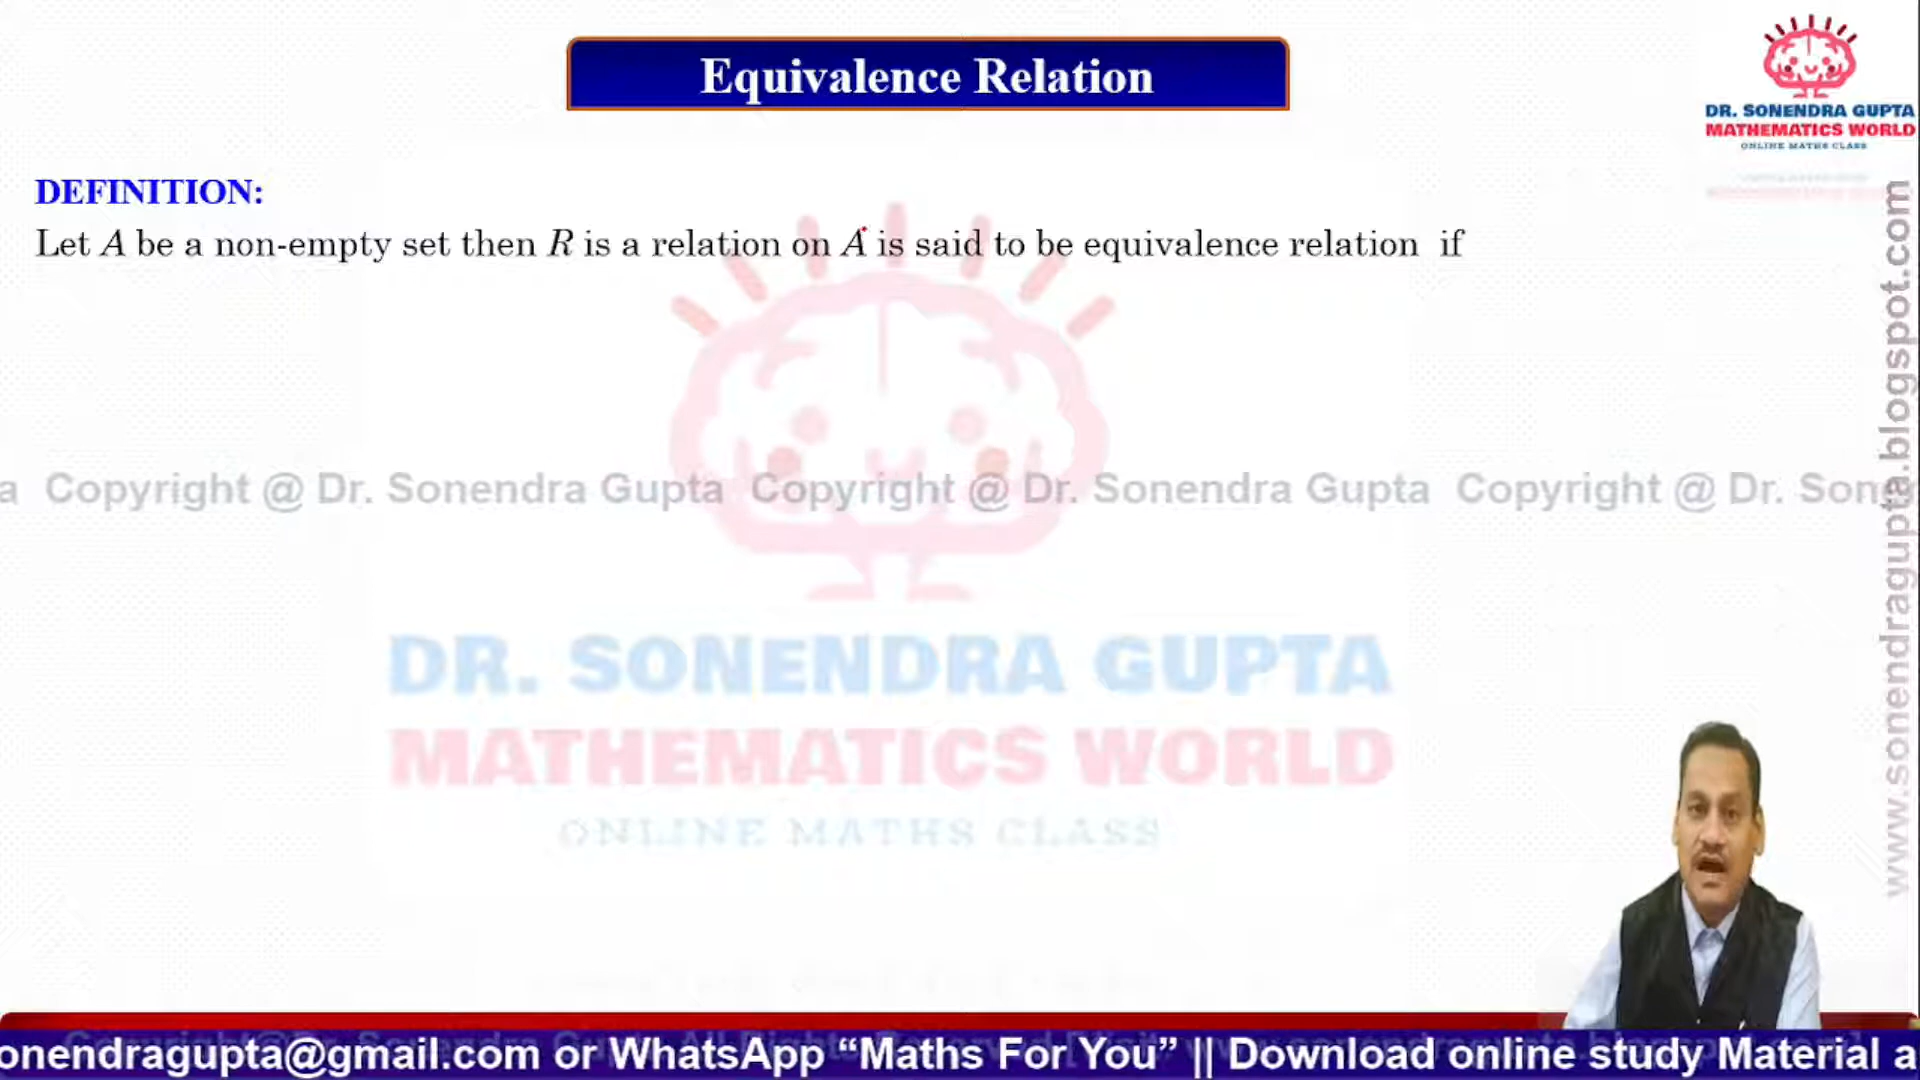 Equivalence Relation
DR. SONENDRA GUPTA
MATHEMATICS WORLD
ONLINE MATHS CLASS
DEFINITION:
Let A be a non-empty set then R is a relation on A is said to be equivalence relation if
a Copyright @ Dr. Sonendra Gupta Copyright @ Dr. Sonendra Gupta Copyright @ Dr. Son
DR. SONENDRA GUPTA
MATHEMATICS WORLD
ONLINE MATHS CLASS
www.sonendragupta.blogspot.com
onendragupta@gmail.com or WhatsApp “Maths For You” || Download online study Material a